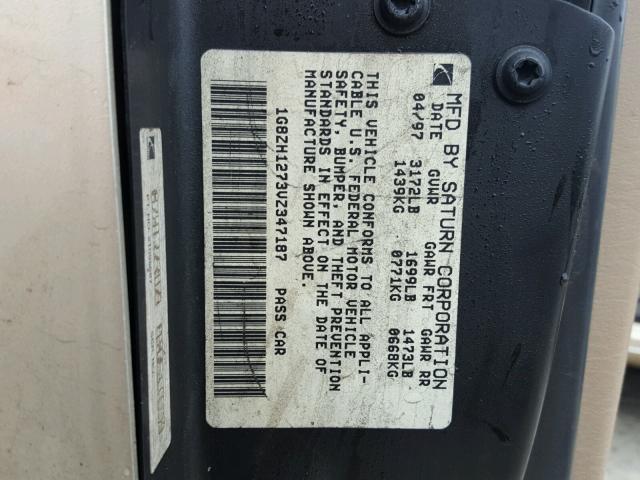 MFD BY SATURN CORPORATION
DATE GVWR GAWR FRT GAWR RR
04/97 3172LB 1699LB 1473LB
1439KG 0771KG 0668KG
THIS VEHICLE CONFORMS TO ALL APPLI-
CABLE U.S. FEDERAL MOTOR VEHICLE
SAFETY, BUMPER, AND THEFT PREVENTION
STANDARDS IN EFFECT ON THE DATE OF
MANUFACTURE SHOWN ABOVE.
1G8ZH1273VZ347187 PASS CAR